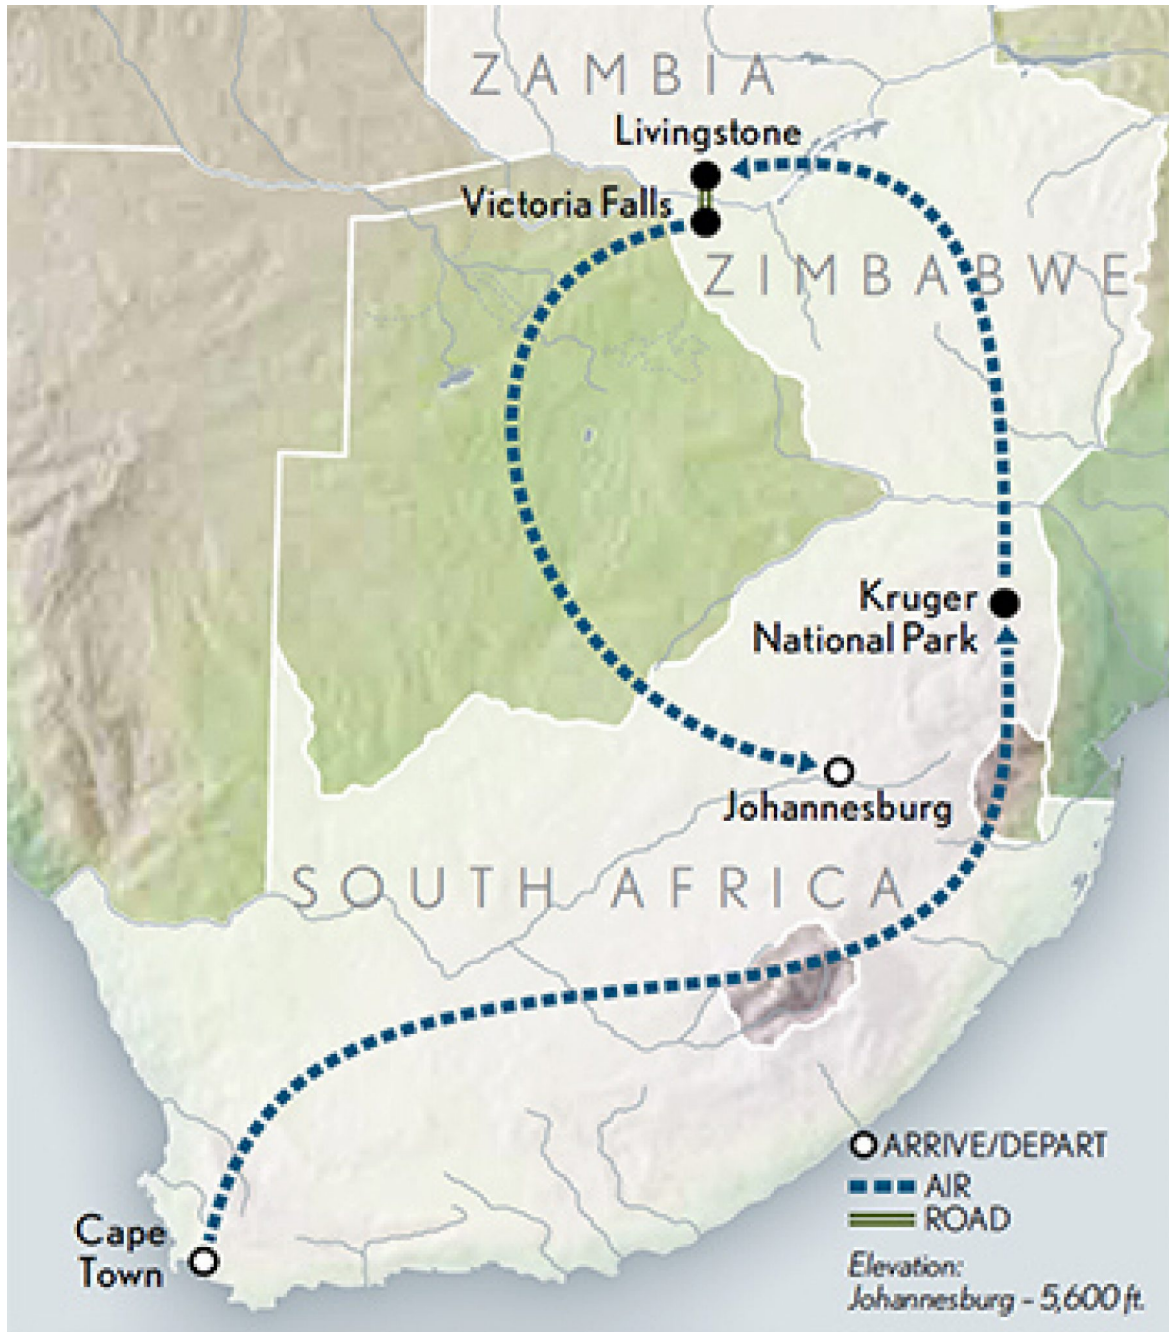 ZAMBIA
Livingstone
Victoria Falls
ZIMBABWE
Kruger
National Park
Johannesburg
SOUTH AFRICA
Cape
Town
ARRIVE/DEPART
AIR
ROAD
Elevation:
Johannesburg – 5,600 ft.